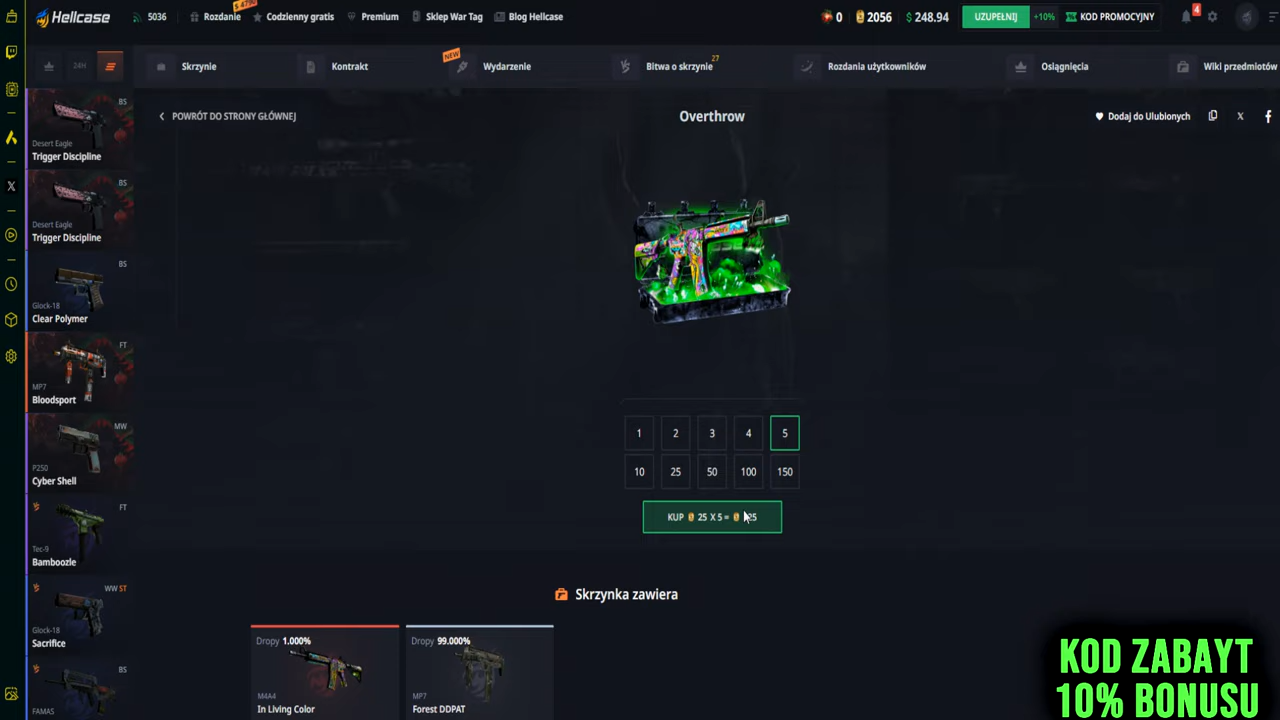 Hellcase
5036
Rozdanie
Codzienny gratis
Premium
Sklep War Tag
Blog Hellcase
0
2056
$ 248.94
UZUPEŁNIJ
+10%
KOD PROMOCYJNY
4
24H
Skrzynie
Kontrakt
NEW
Wydarzenie
Bitwa o skrzynie
27
Rozdania użytkowników
Osiągnięcia
Wiki przedmiotów
POWRÓT DO STRONY GŁÓWNEJ
Overthrow
Dodaj do Ulubionych
BS
Desert Eagle
Trigger Discipline
BS
Desert Eagle
Trigger Discipline
BS
Glock-18
Clear Polymer
FT
MP7
Bloodsport
MW
P250
Cyber Shell
FT
Tec-9
Bamboozle
WW ST
Glock-18
Sacrifice
BS
FAMAS
1 2 3 4 5
10 25 50 100 150
KUP 25 X 5 =
Skrzynka zawiera
Dropy 1.000%
M4A4
In Living Color
Dropy 99.000%
MP7
Forest DDPAT
KOD ZABAYT
10% BONUSU